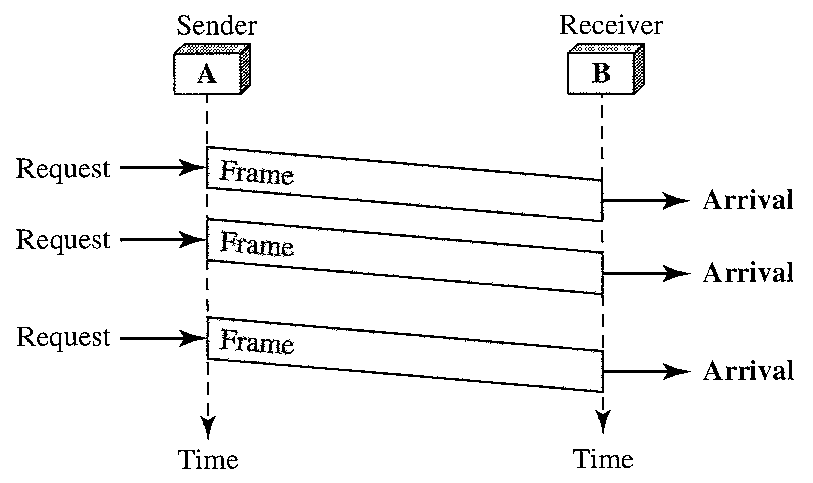 Sender Receiver
A B
Request Frame Arrival
Request Frame Arrival
Request Frame Arrival
Time Time